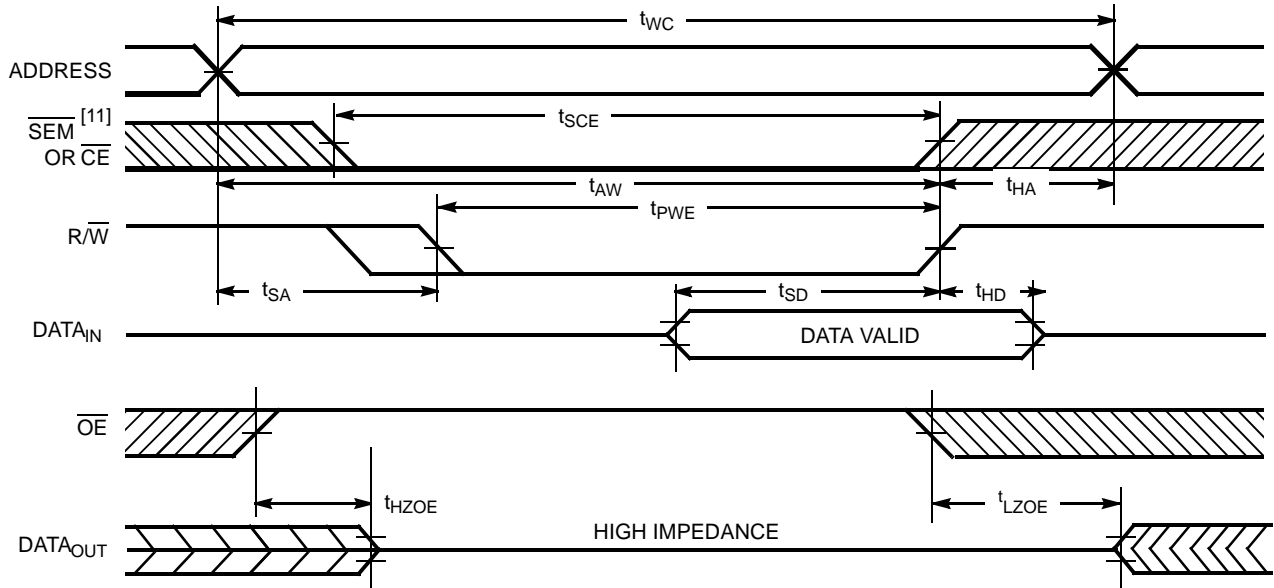 tWC
ADDRESS
tSCE
SEM [11]
OR CE
tAW
tHA
tPWE
R/W
tSA
tSD
tHD
DATAIN
DATA VALID
OE
tHZOE
tLZOE
HIGH IMPEDANCE
DATAOUT